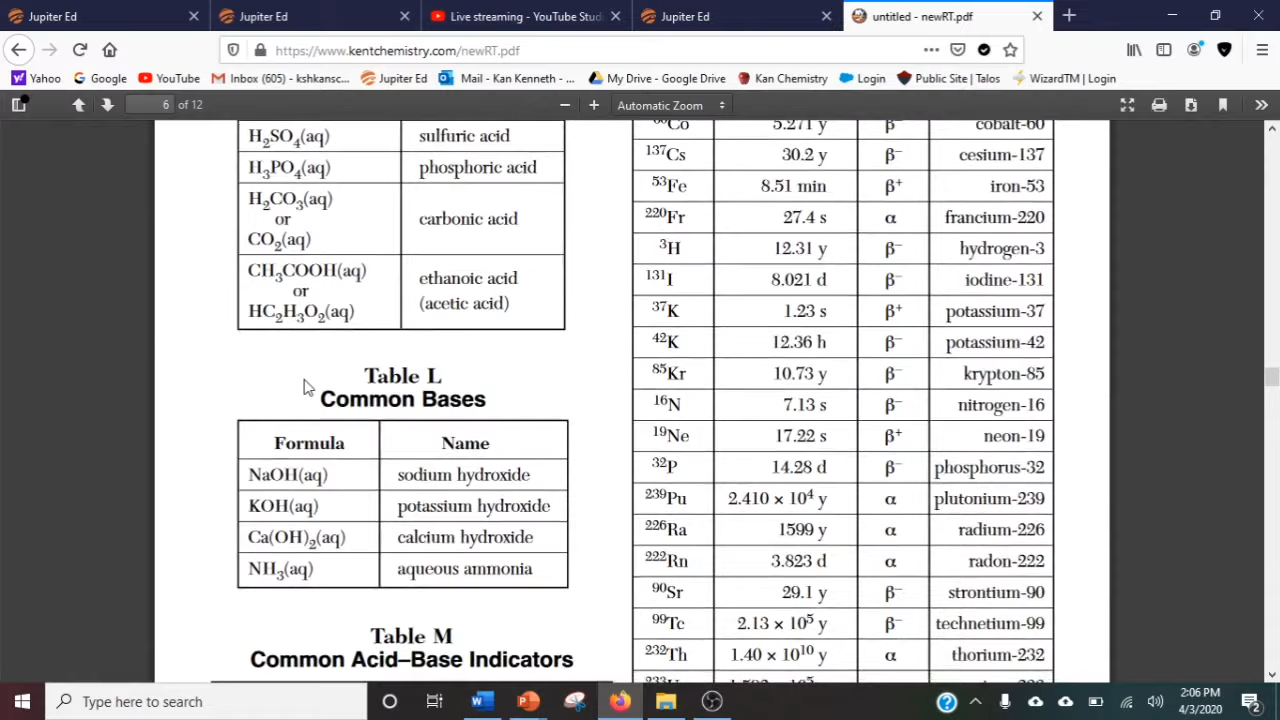 Jupiter Ed
Jupiter Ed
Live streaming - YouTube Stud
Jupiter Ed
untitled - newRT.pdf
https://www.kentchemistry.com/newRT.pdf
Yahoo
Google
YouTube
Inbox (605) - kshkansc
Jupiter Ed
Mail - Kan Kenneth - ...
My Drive - Google Drive
Kan Chemistry
Login
Public Site | Talos
WizardTM | Login
6 of 12
Automatic Zoom
H₂SO₄(aq) sulfuric acid
H₃PO₄(aq) phosphoric acid
H₂CO₃(aq)
or
CO₂(aq)
carbonic acid
CH₃COOH(aq)
or
HC₂H₃O₂(aq)
ethanoic acid
(acetic acid)
Table L
Common Bases
Formula Name
NaOH(aq) sodium hydroxide
KOH(aq) potassium hydroxide
Ca(OH)₂(aq) calcium hydroxide
NH₃(aq) aqueous ammonia
Table M
Common Acid–Base Indicators
⁶⁰Co 5.271 y β⁻ cobalt-60
¹³⁷Cs 30.2 y β⁻ cesium-137
⁵³Fe 8.51 min β⁺ iron-53
²²⁰Fr 27.4 s α francium-220
³H 12.31 y β⁻ hydrogen-3
¹³¹I 8.021 d β⁻ iodine-131
³⁷K 1.23 s β⁺ potassium-37
⁴²K 12.36 h β⁻ potassium-42
⁸⁵Kr 10.73 y β⁻ krypton-85
¹⁶N 7.13 s β⁻ nitrogen-16
¹⁹Ne 17.22 s β⁺ neon-19
³²P 14.28 d β⁻ phosphorus-32
²³⁹Pu 2.410 × 10⁴ y α plutonium-239
²²⁶Ra 1599 y α radium-226
²²²Rn 3.823 d α radon-222
⁹⁰Sr 29.1 y β⁻ strontium-90
⁹⁹Tc 2.13 × 10⁵ y β⁻ technetium-99
²³²Th 1.40 × 10¹⁰ y α thorium-232
Type here to search
2:06 PM
4/3/2020
2